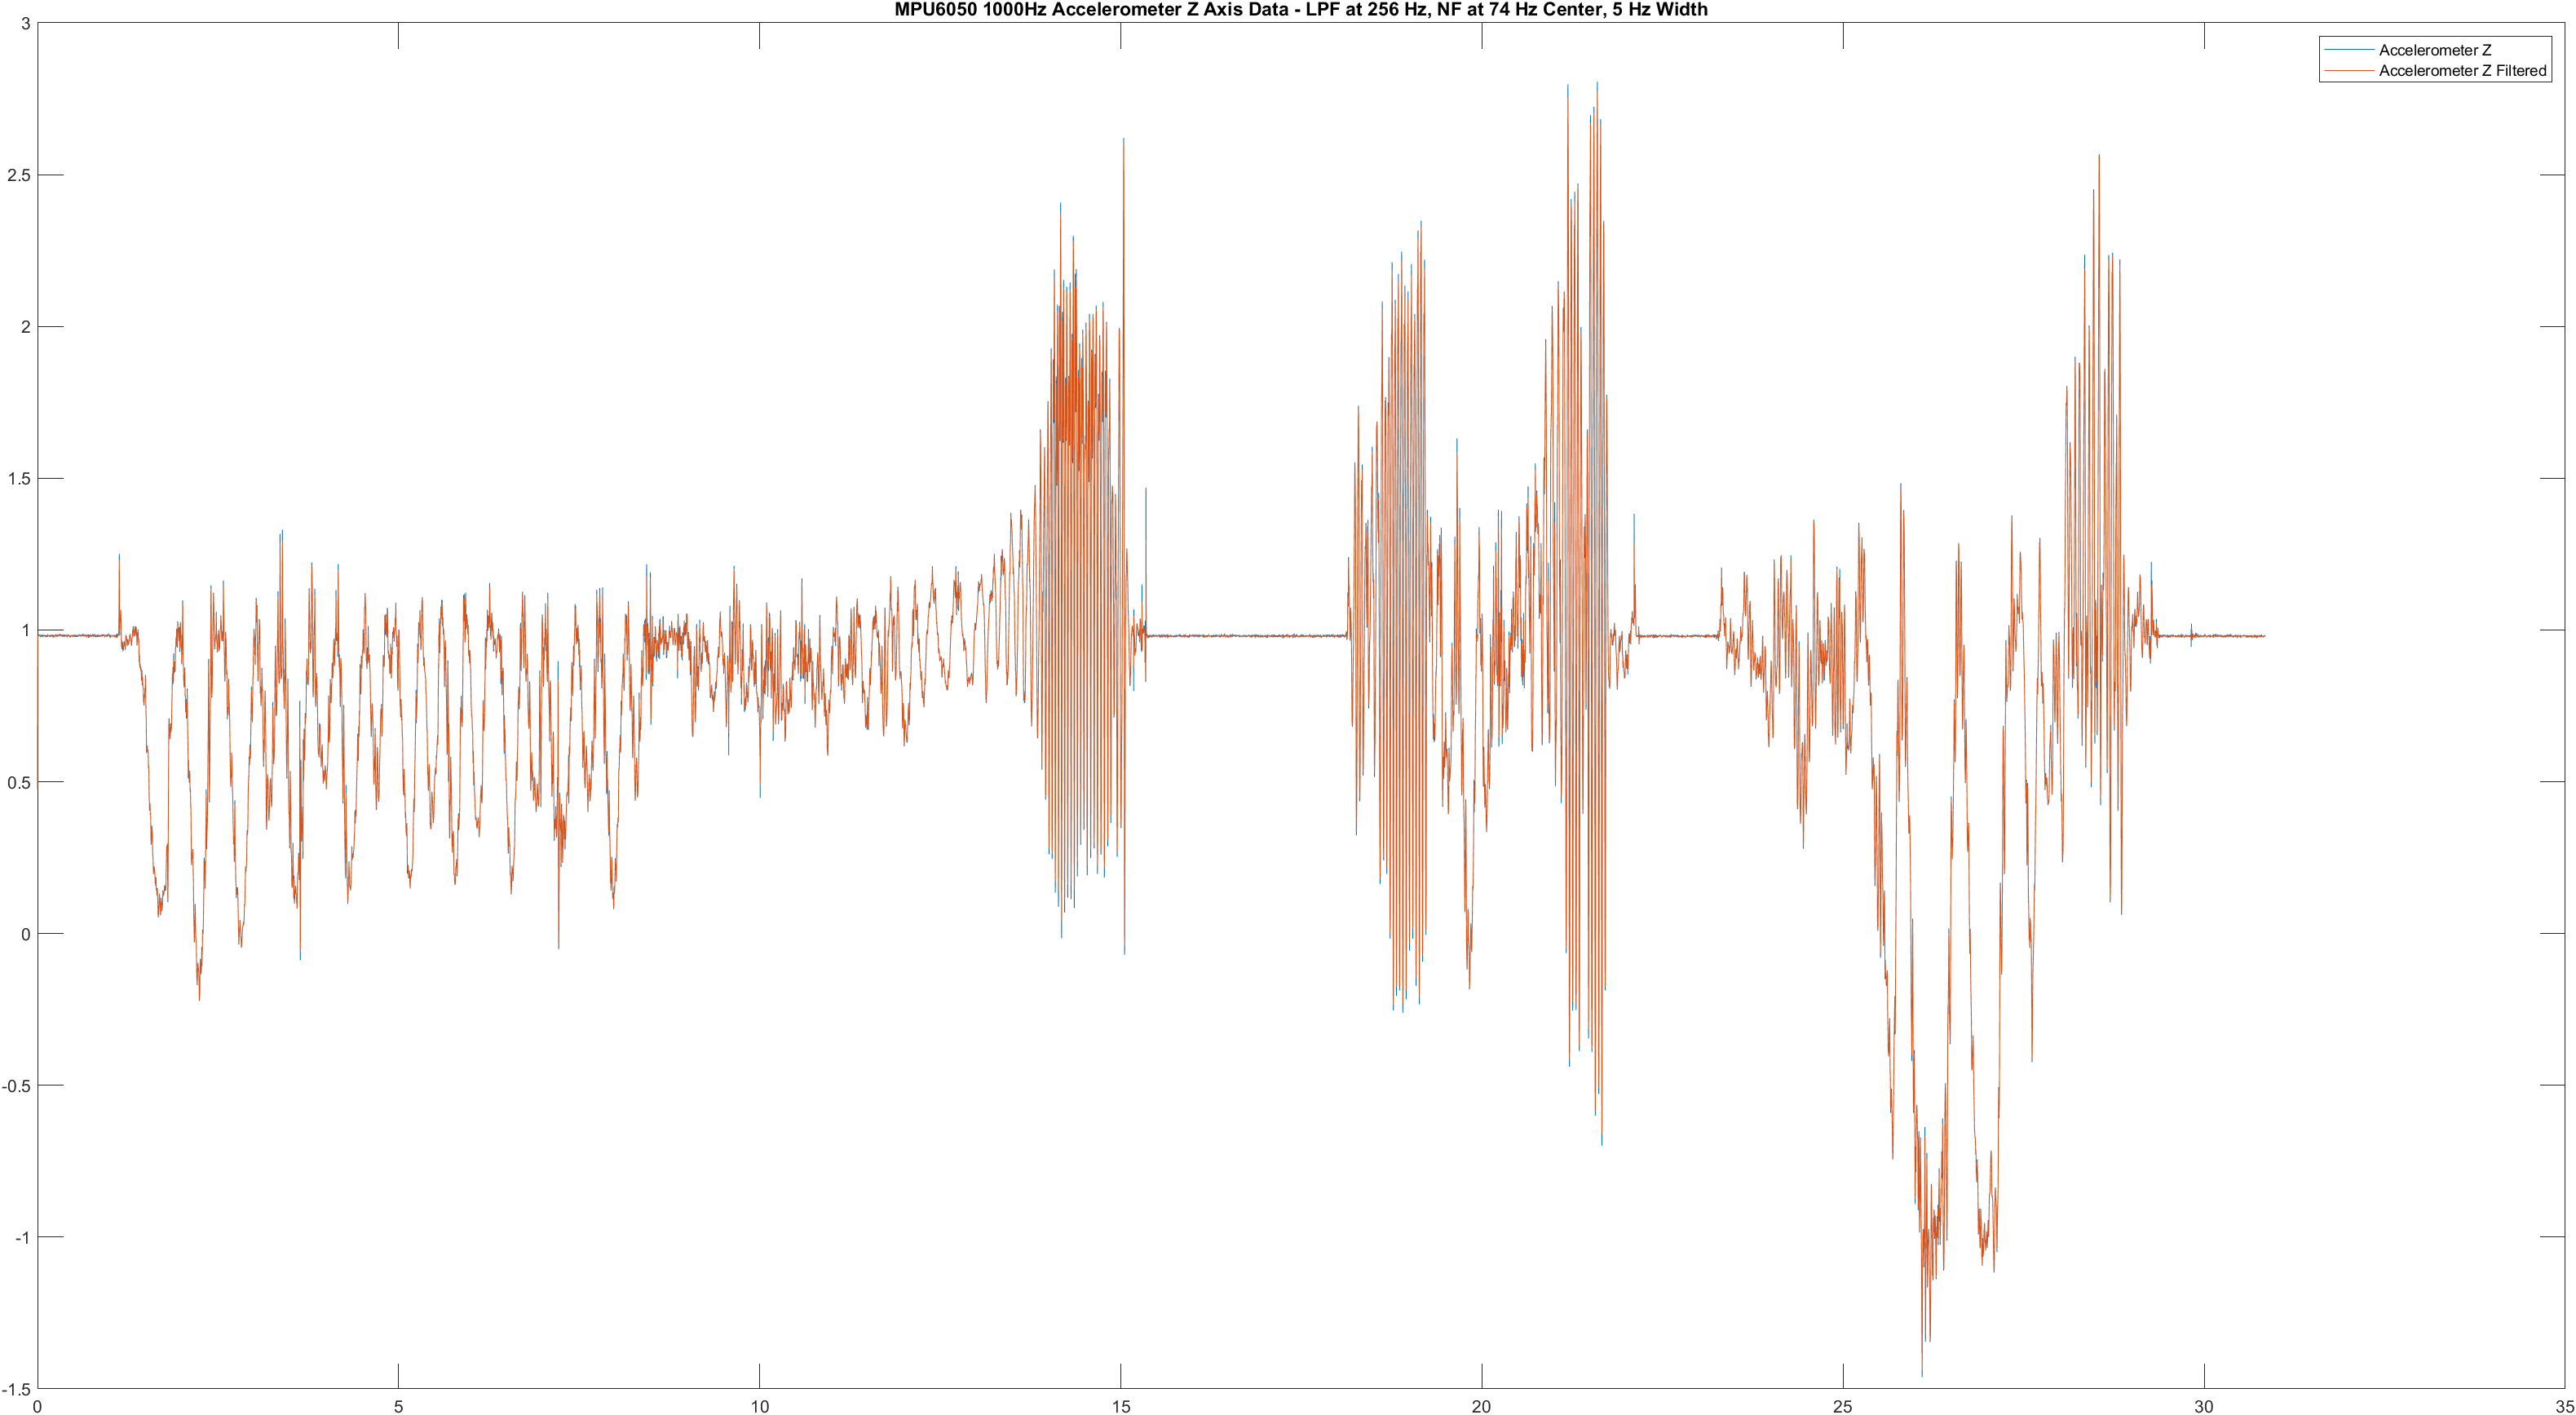 MPU6050 1000Hz Accelerometer Z Axis Data - LPF at 256 Hz, NF at 74 Hz Center, 5 Hz Width
Accelerometer Z
Accelerometer Z Filtered
3
2.5
2
1.5
1
0.5
0
-0.5
-1
-1.5
0 5 10 15 20 25 30 35